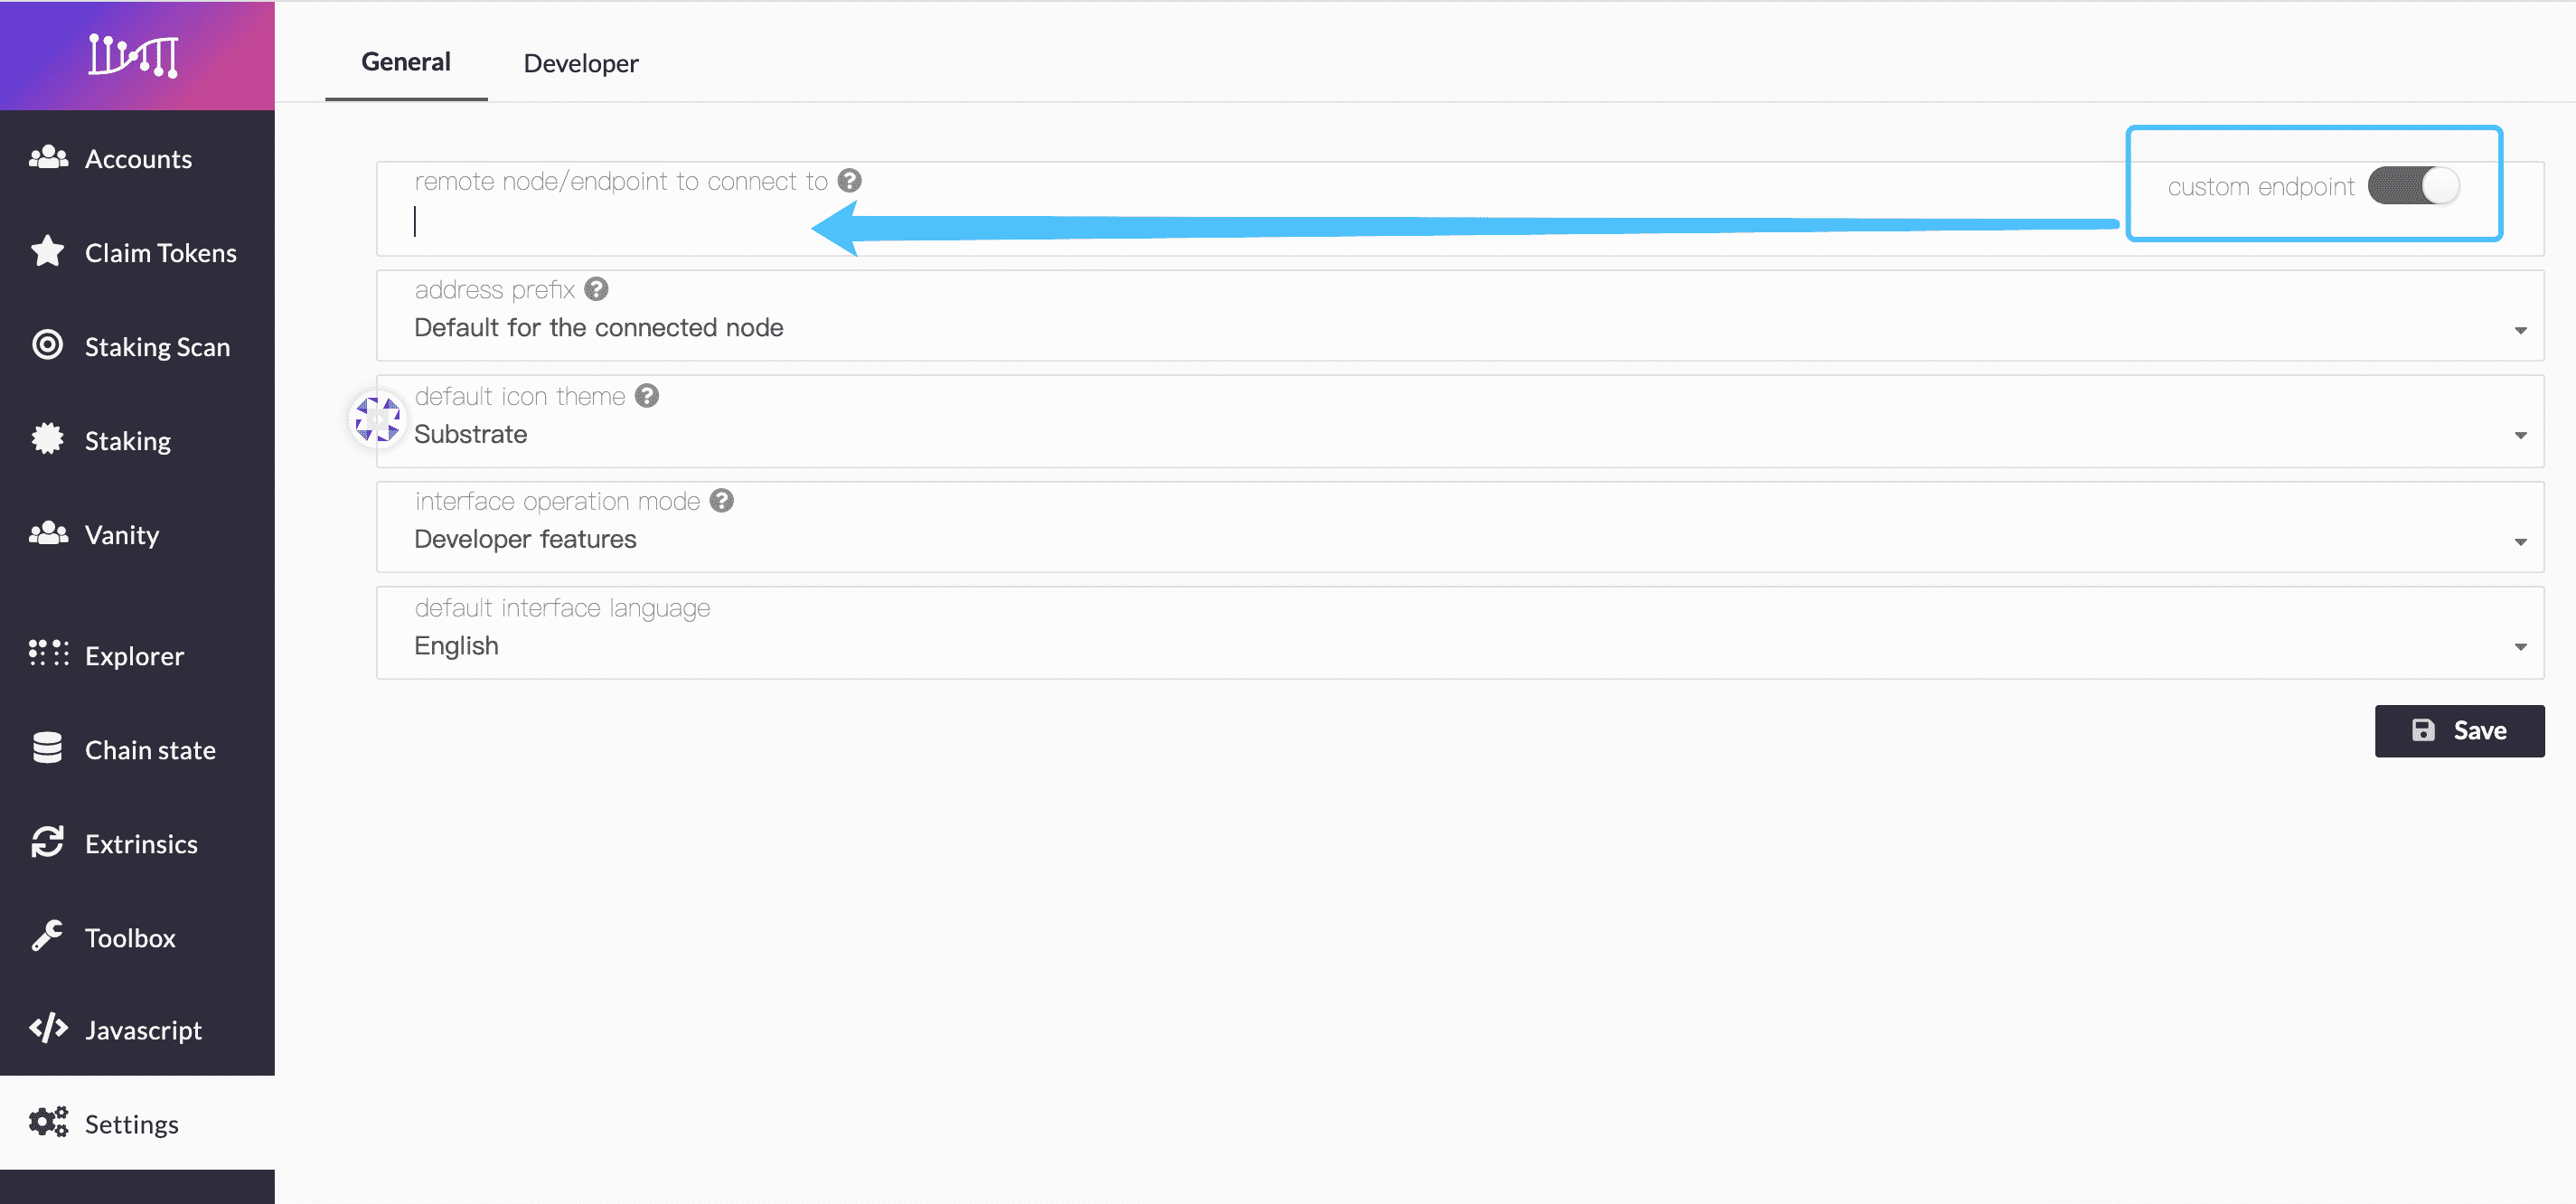 General
Developer
Accounts
Claim Tokens
Staking Scan
Staking
Vanity
Explorer
Chain state
Extrinsics
Toolbox
Javascript
Settings
remote node/endpoint to connect to ?
custom endpoint
address prefix ?
Default for the connected node
default icon theme ?
Substrate
interface operation mode ?
Developer features
default interface language
English
Save